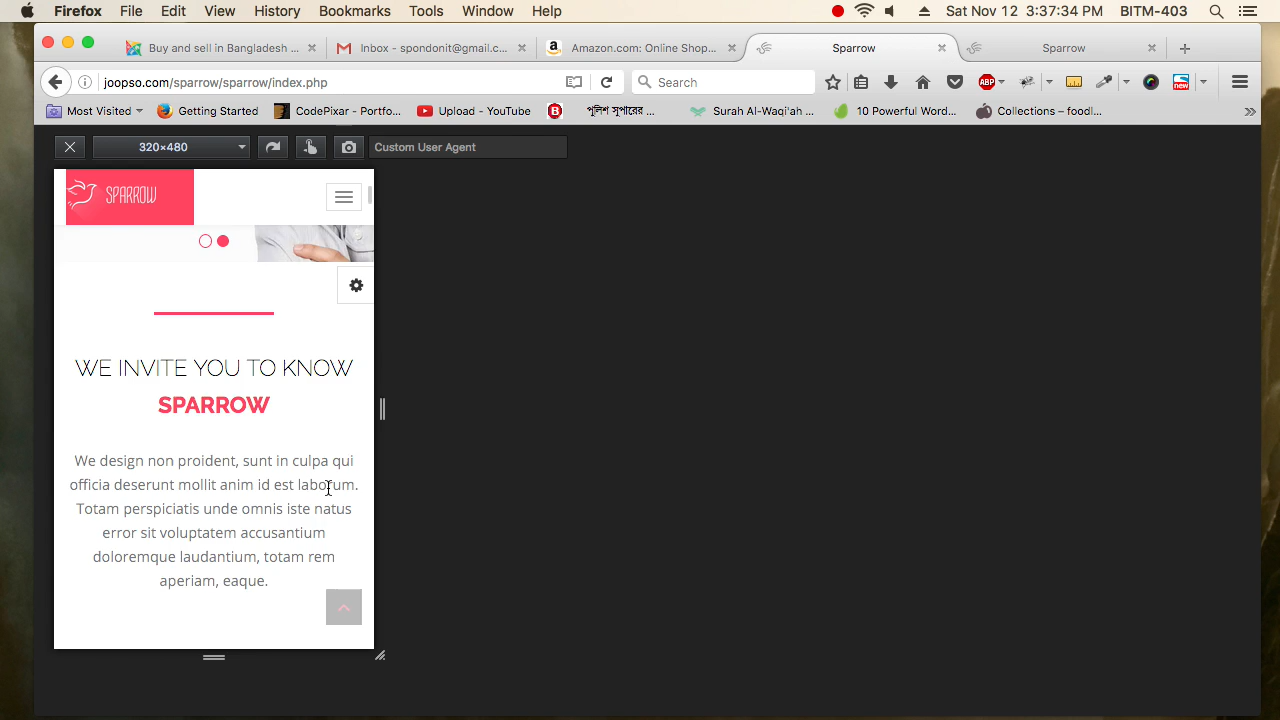 Firefox File Edit View History Bookmarks Tools Window Help Sat Nov 12 3:37:34 PM BITM-403
Buy and sell in Bangladesh ... Inbox - spondonit@gmail.c... Amazon.com: Online Shop... Sparrow Sparrow
joopso.com/sparrow/sparrow/index.php Search ABP new
Most Visited Getting Started CodePixar - Portfo... Upload - YouTube B পুলিশ সুপারের ... Surah Al-Waqi'ah ... 10 Powerful Word... Collections – foodl...
320×480 Custom User Agent
SPARROW
WE INVITE YOU TO KNOW
SPARROW
We design non proident, sunt in culpa qui
officia deserunt mollit anim id est laborum.
Totam perspiciatis unde omnis iste natus
error sit voluptatem accusantium
doloremque laudantium, totam rem
aperiam, eaque.